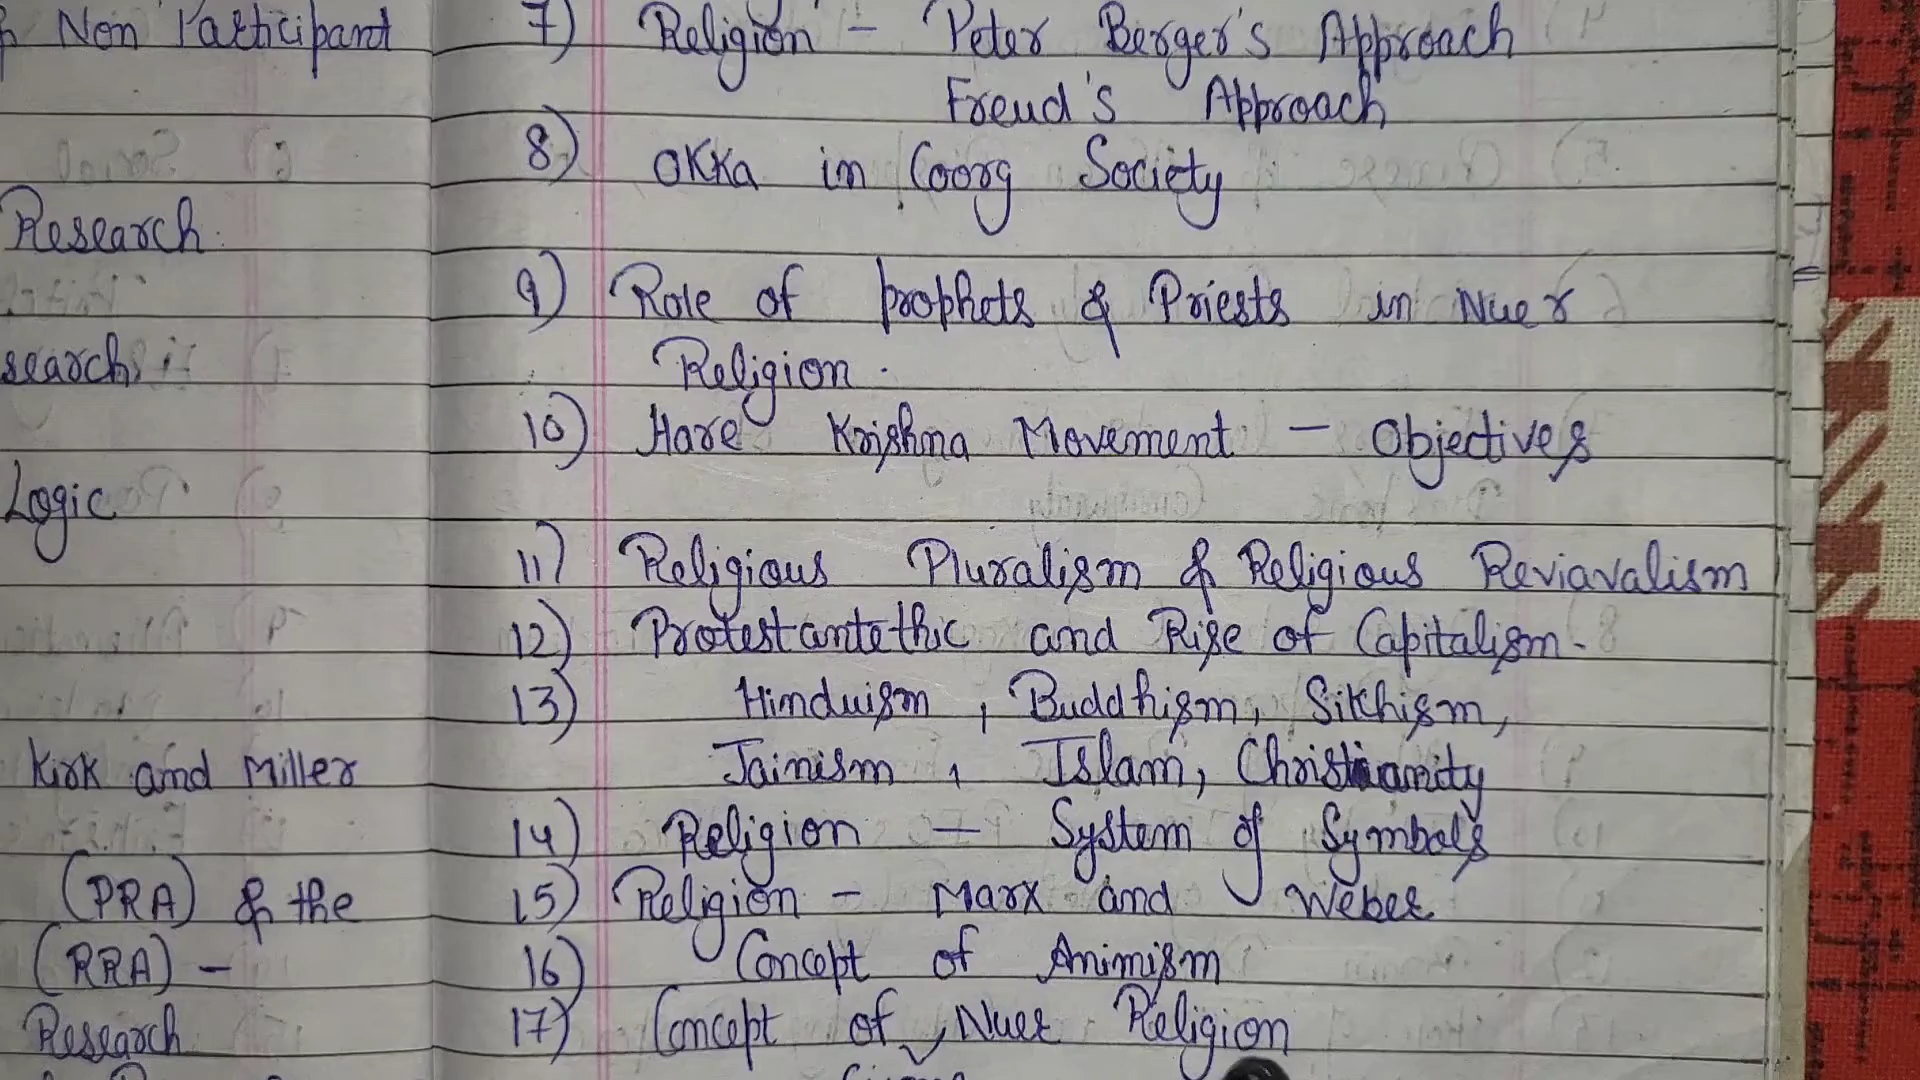 Non Participant
Research
search
Logic
Kirk and Miller
(PRA) & the
(RRA) -
Research
7) Religion - Peter Berger's Approach
Freud's Approach
8) OKKa in Coorg Society
9) Role of prophets & Priests in Nuer
Religion.
10) Hare Krishna Movement - Objectives
11) Religious Pluralism & Religious Reviavalism
12) Protestantethic and Rise of Capitalism.
13) Hinduism, Buddhism, Sikhism,
Jainism, Islam, Christianity
14) Religion - System of Symbols
15) Religion - Marx and Weber
16) Concept of Animism
17) Concept of Nuer Religion